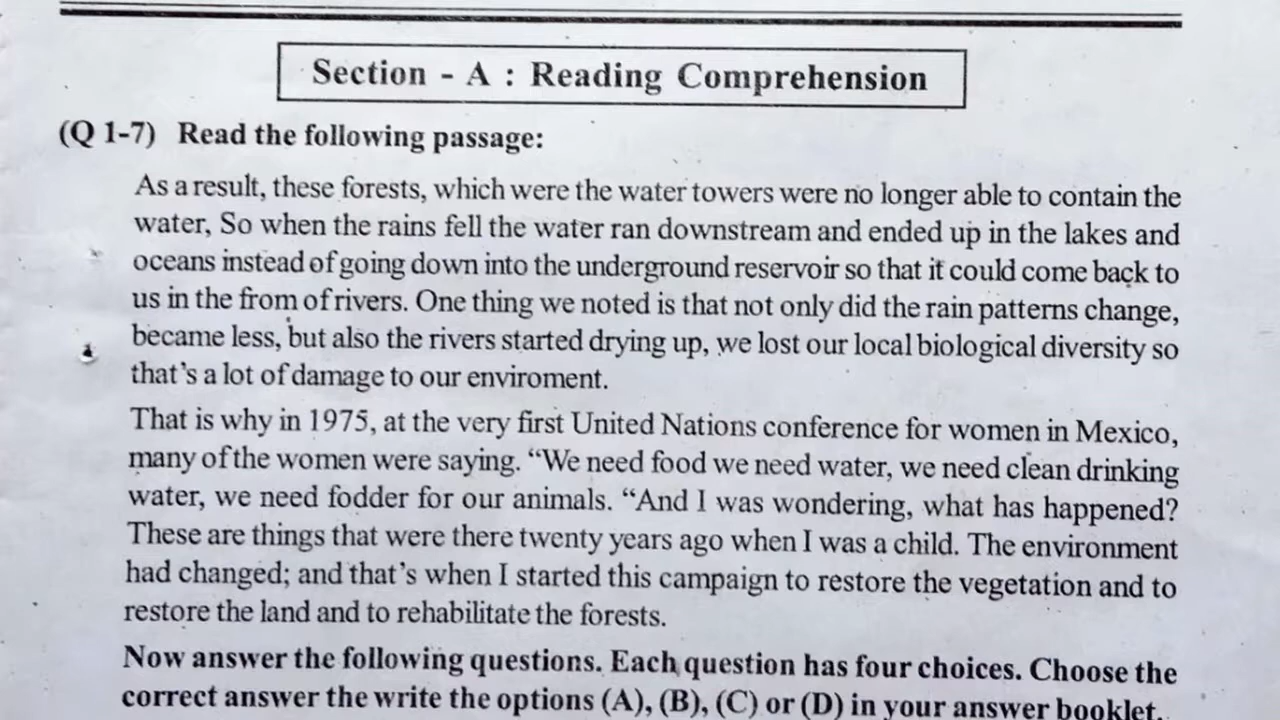 Section - A : Reading Comprehension
(Q 1-7) Read the following passage:
As a result, these forests, which were the water towers were no longer able to contain the
water, So when the rains fell the water ran downstream and ended up in the lakes and
oceans instead of going down into the underground reservoir so that it could come back to
us in the from of rivers. One thing we noted is that not only did the rain patterns change,
became less, but also the rivers started drying up, we lost our local biological diversity so
that's a lot of damage to our enviroment.
That is why in 1975, at the very first United Nations conference for women in Mexico,
many of the women were saying. “We need food we need water, we need clean drinking
water, we need fodder for our animals. “And I was wondering, what has happened?
These are things that were there twenty years ago when I was a child. The environment
had changed; and that's when I started this campaign to restore the vegetation and to
restore the land and to rehabilitate the forests.
Now answer the following questions. Each question has four choices. Choose the
correct answer the write the options (A), (B), (C) or (D) in your answer booklet.